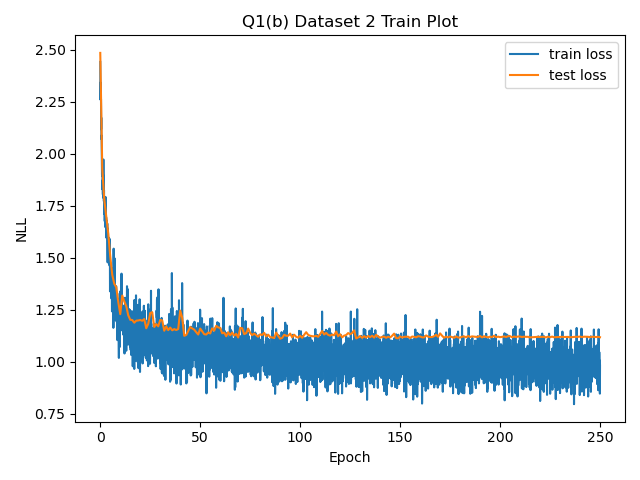 Q1(b) Dataset 2 Train Plot
2.50
2.25
2.00
1.75
1.50
1.25
1.00
0.75
NLL
train loss
test loss
0 50 100 150 200 250
Epoch